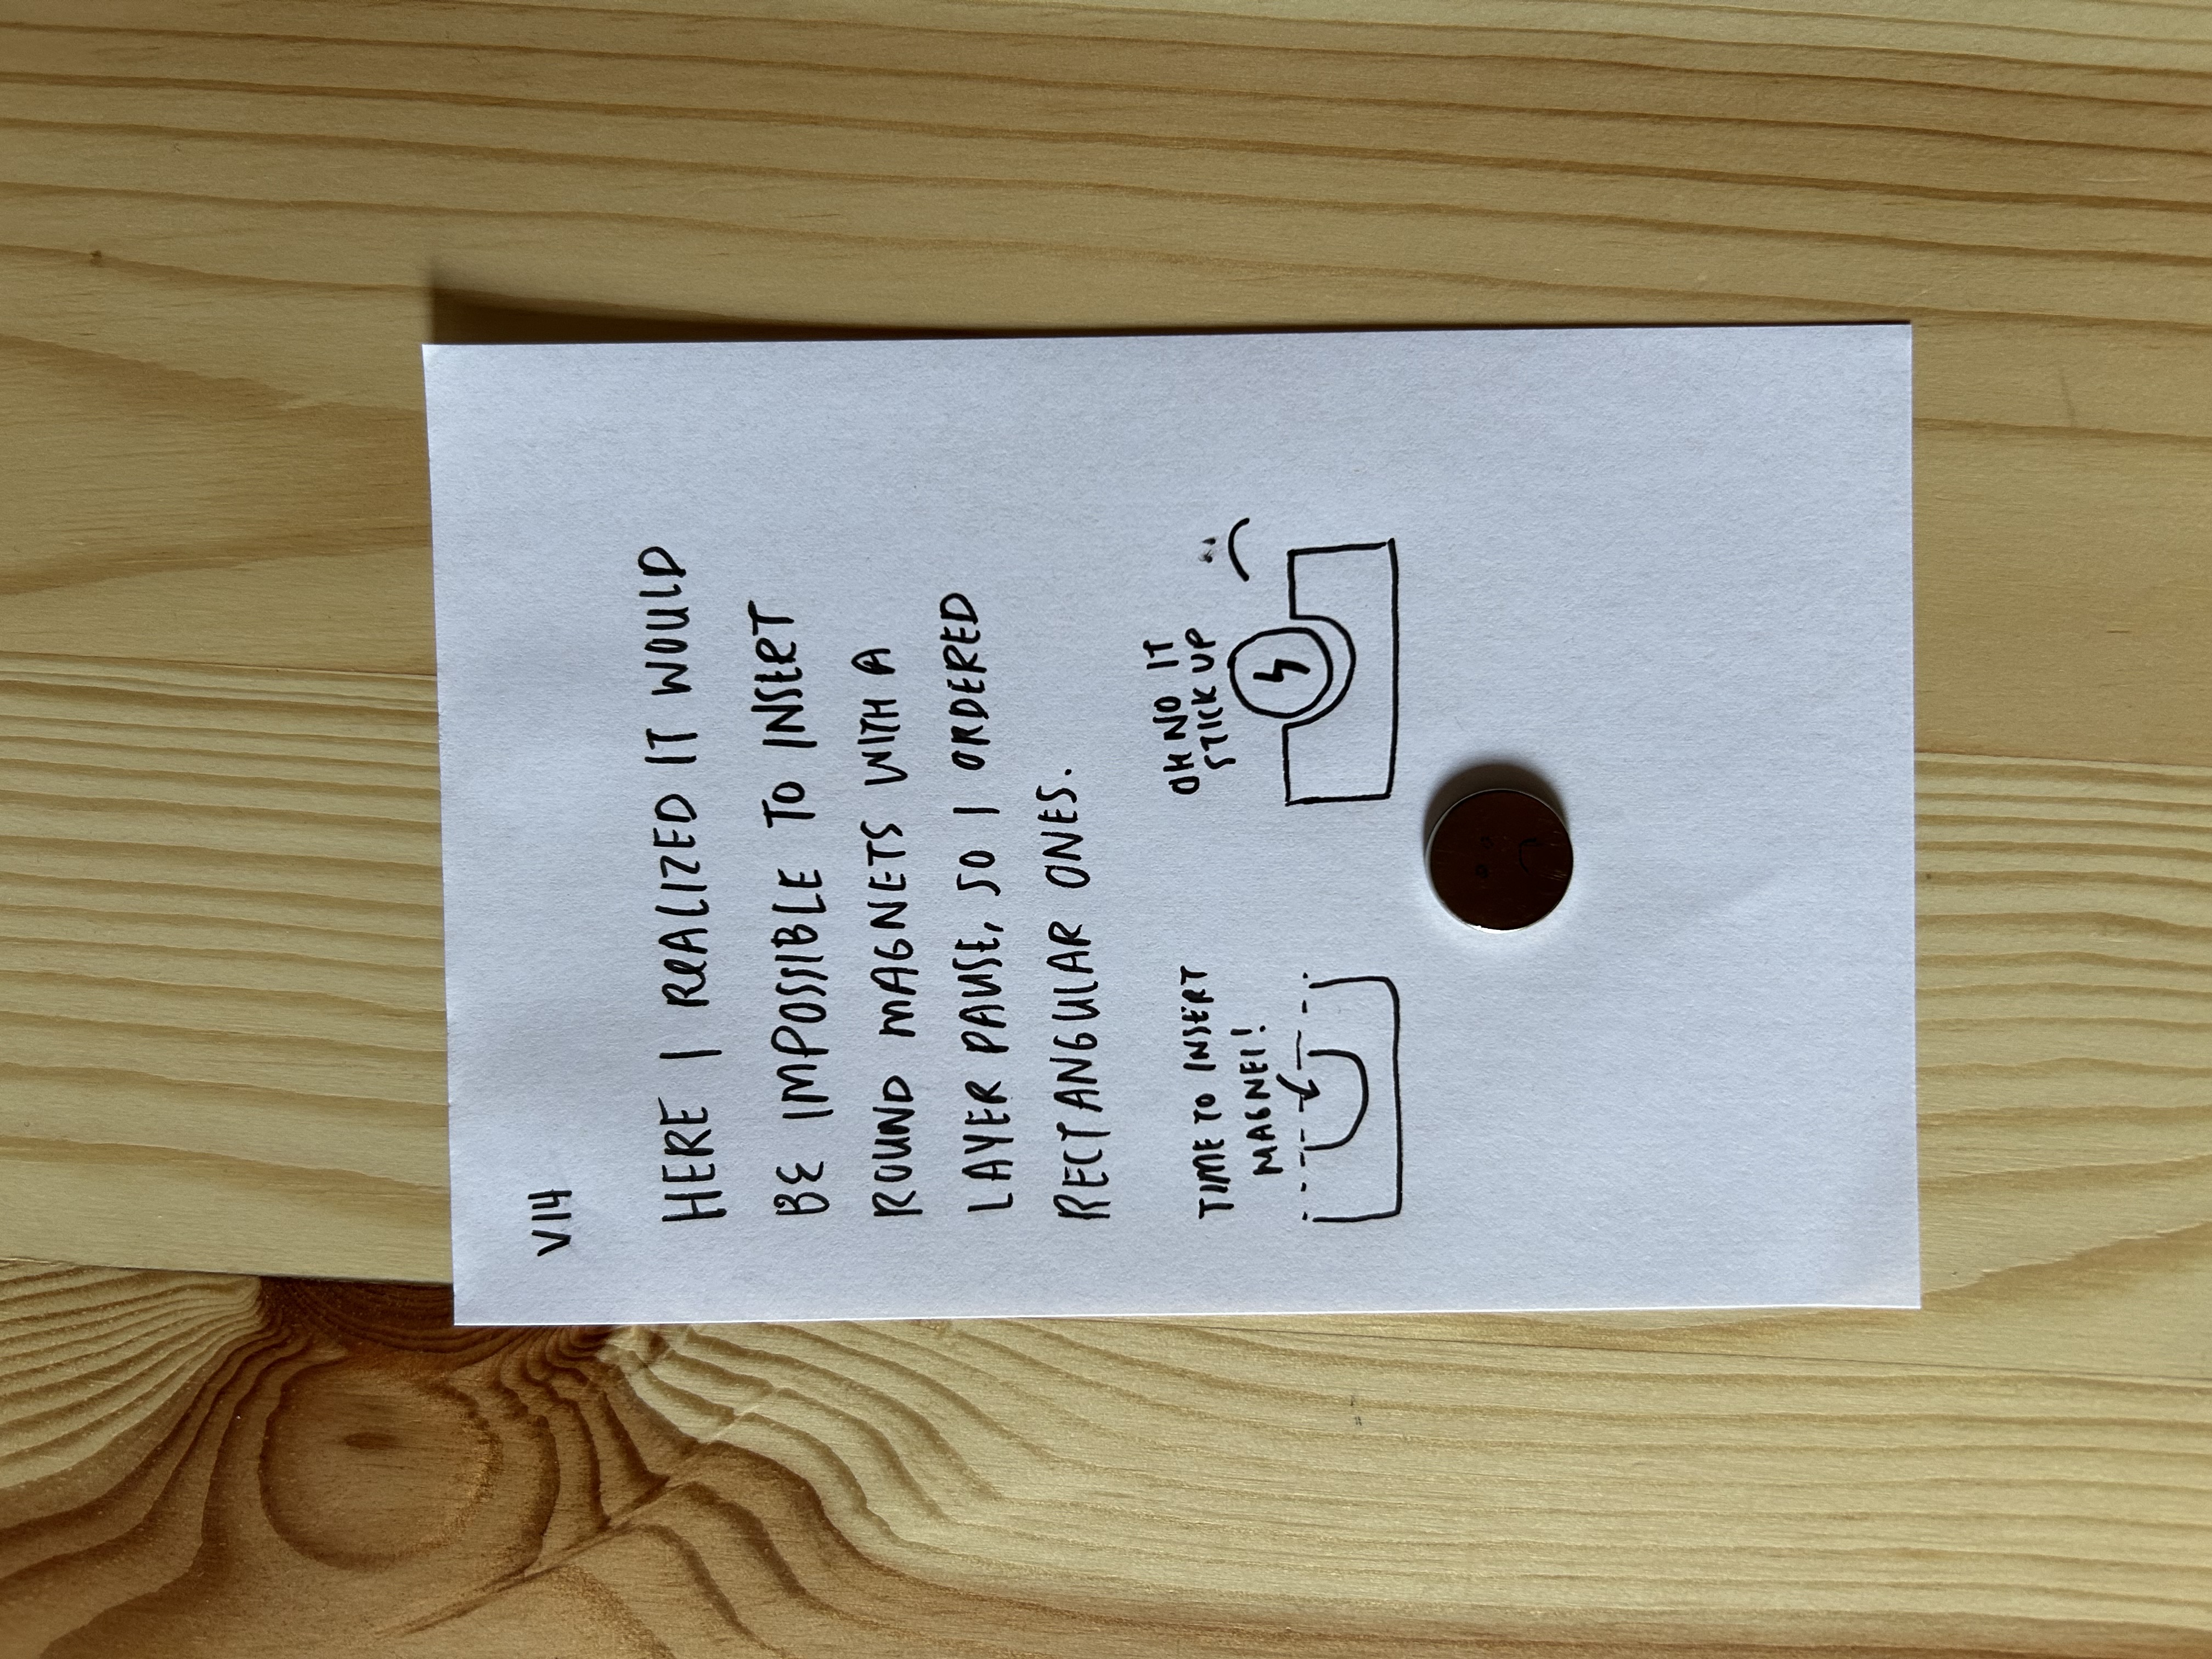 V14
HERE I REALIZED IT WOULD
BE IMPOSSIBLE TO INSERT
ROUND MAGNETS WITH A
LAYER PAUSE, SO I ORDERED
RECTANGULAR ONES.
TIME TO INSERT
MAGNET!
OH NO IT
STICK UP